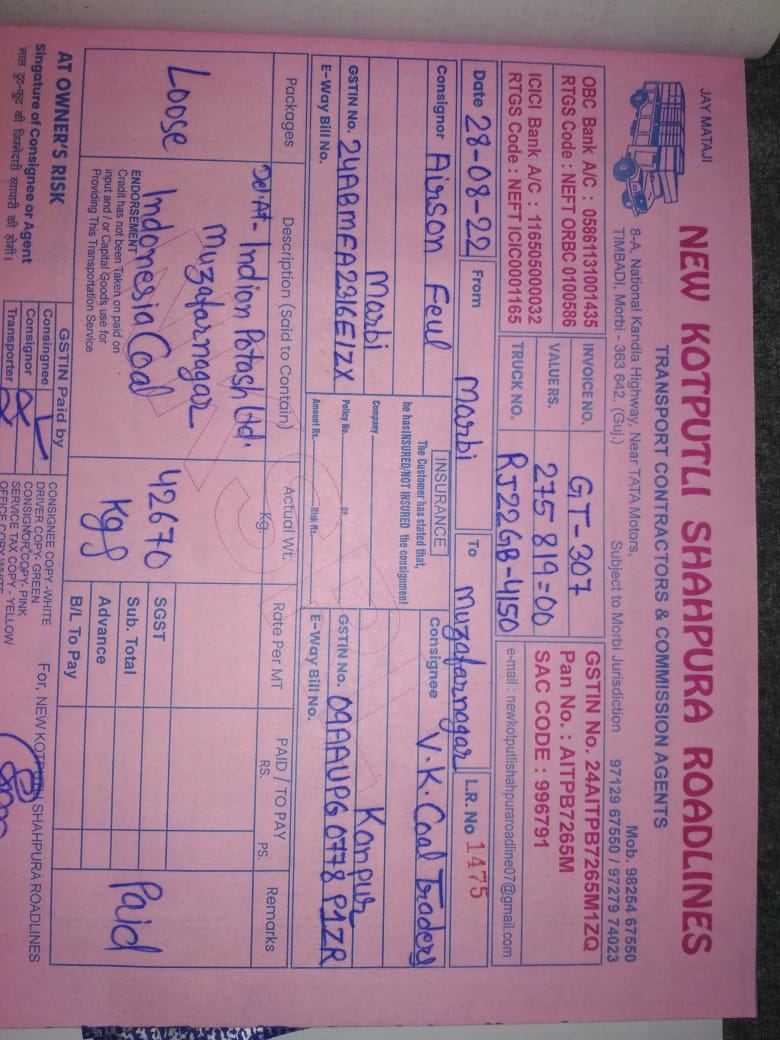 JAY MATAJI
NEW KOTPUTLI SHAHPURA ROADLINES
TRANSPORT CONTRACTORS & COMMISSION AGENTS
8-A, National Kandla Highway, Near TATA Motors,
TIMBADI, Morbi - 363 642. (Guj.)
Subject to Morbi Jurisdiction
Mob. 98254 67550
97129 67550 / 97279 74023
OBC Bank A/C : 05861131001435
RTGS Code : NEFT ORBC 0100586
ICICI Bank A/C : 116505000032
RTGS Code : NEFT ICIC0001165
INVOICE NO. GT-307
VALUE RS. 275819=00
TRUCK NO. RJ22GB-4150
GSTIN No. 24AITPB7265M1ZQ
Pan No. : AITPB7265M
SAC CODE : 996791
e-mail : newkotputlishahpuraroadline07@gmail.com
Date 28-08-22 From Morbi To Muzafarnagar L.R. No 1475
Consignor Airson Feul
Morbi
GSTIN No. 24ABMFA2316E1ZX
E-Way Bill No.
INSURANCE
The Customer has stated that,
he has INSURED/NOT INSURED the consignment
Company
Policy No. Dt.
Amount Rs. Risk Rs.
Consignee V.K. Coal Traders
Kanpur
GSTIN No. 09AAUPG0778P1ZR
E-Way Bill No.
Packages Description (Said to Contain) Actual Wt. Kg. Rate Per MT PAID / TO PAY RS. PS. Remarks
Del. At - Indian Potash Ltd.
Muzafarnagar
Loose Indonesia Coal 42670 Kgs Paid
ENDORSEMENT
Cradit has not been Taken on paid on
input and / or Capital Goods use for
Providing This Transportation Service
SGST
Sub. Total
Advance
B/L To Pay
AT OWNER'S RISK
Singature of Consignee or Agent
माल टूट-फूट की जिम्मेदारी व्यापारी की होगी।
GSTIN Paid by
Consingnee
Consignor
Transporter
CONSIGNEE COPY -WHITE
DRIVER COPY- GREEN
CONSIGNOR COPY- PINK
SERVICE TAX COPY - YELLOW
For, NEW KOTPUTLI SHAHPURA ROADLINES